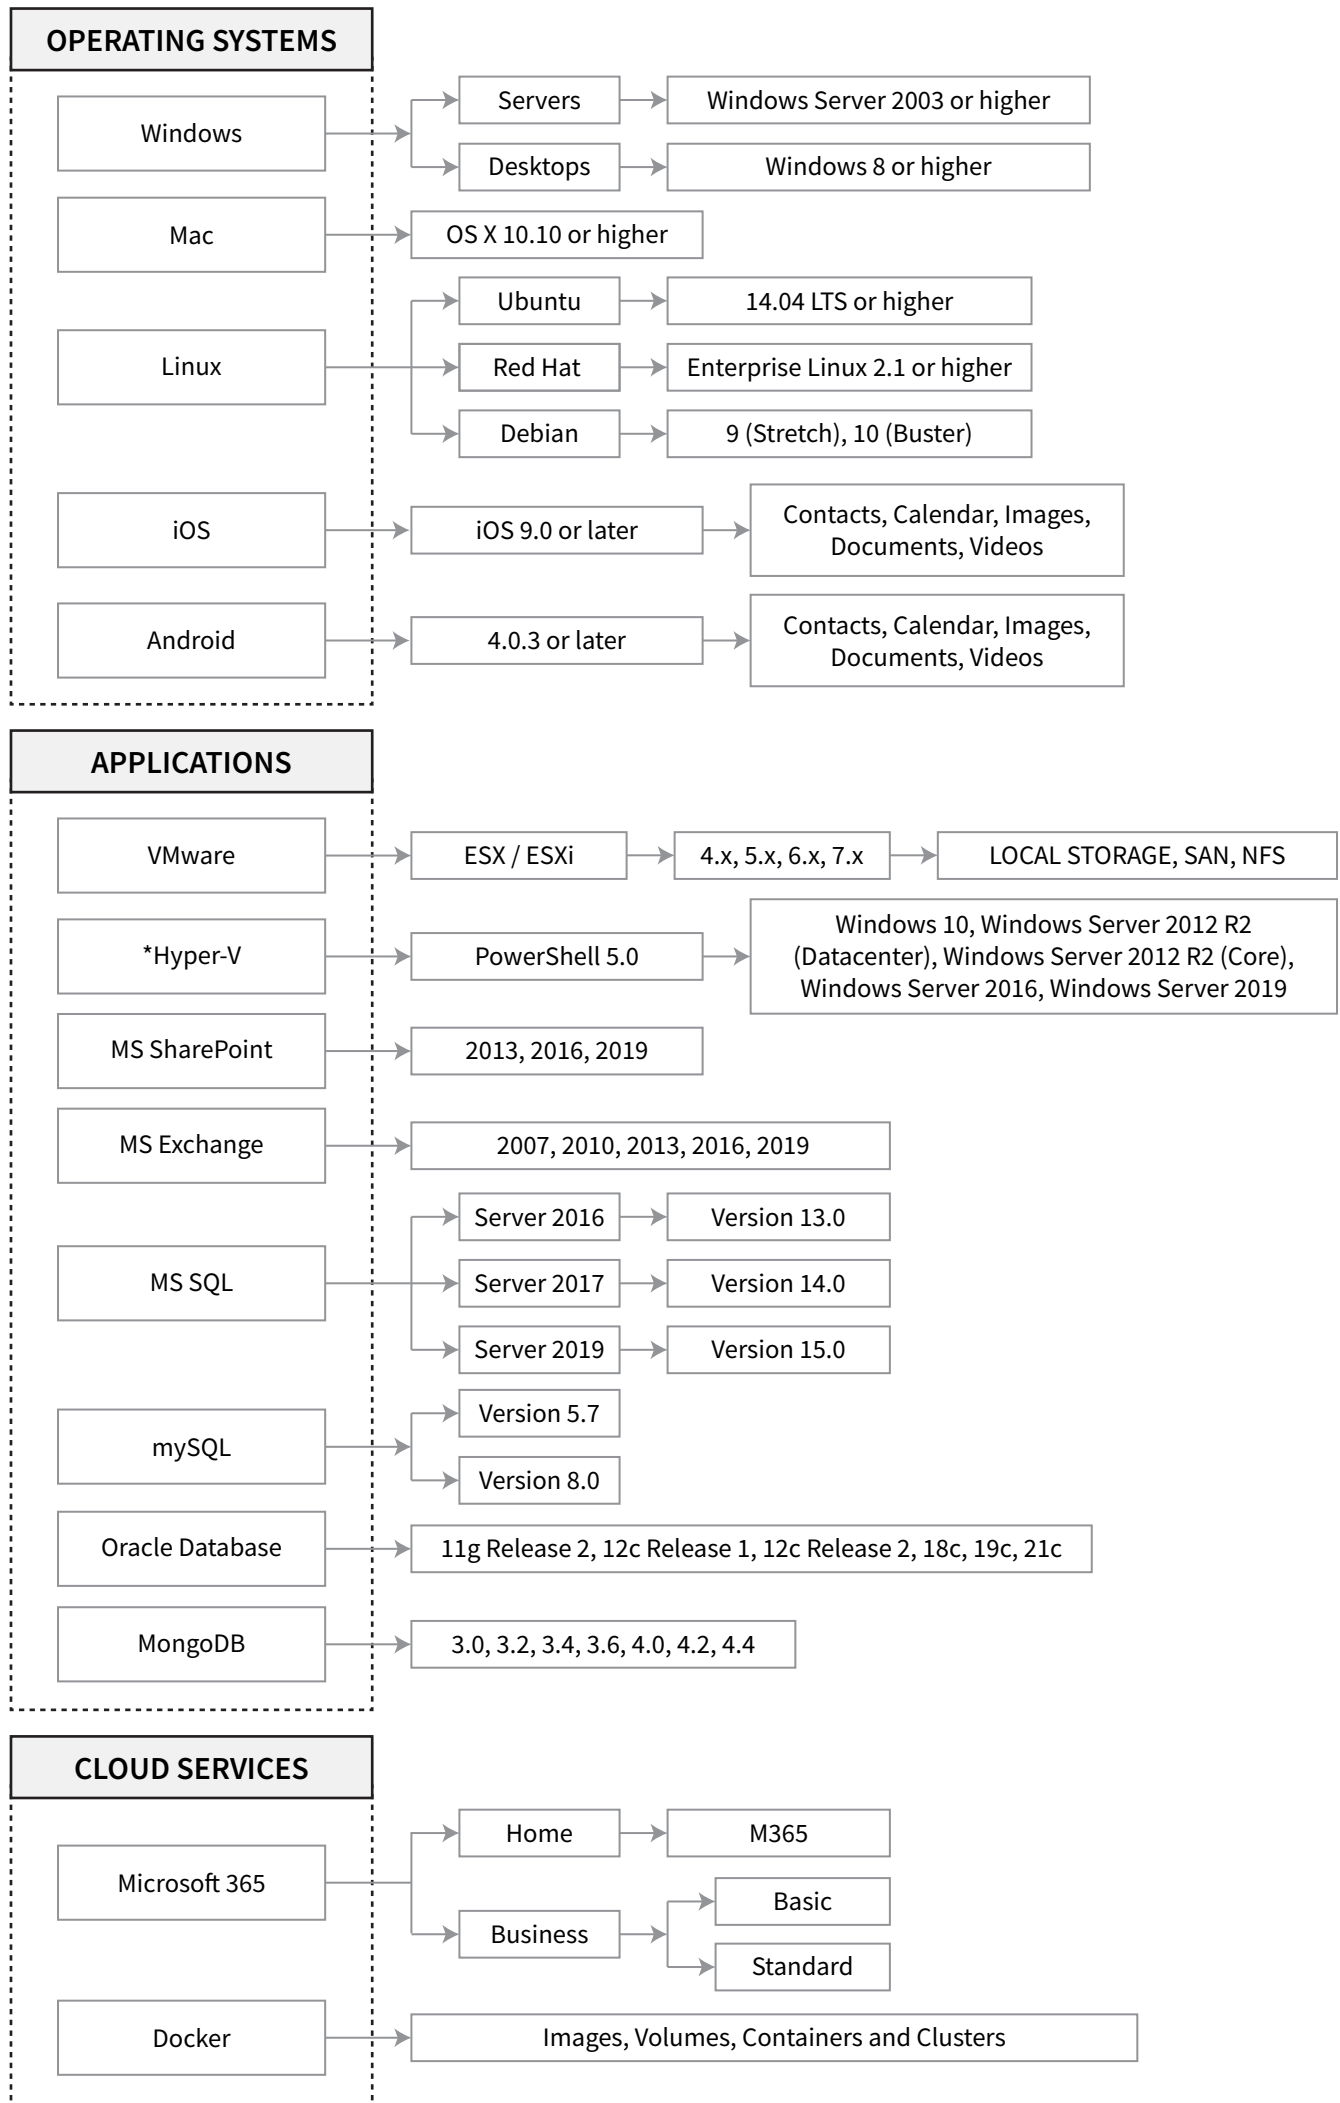 OPERATING SYSTEMS
Windows
Servers
Windows Server 2003 or higher
Desktops
Windows 8 or higher
Mac
OS X 10.10 or higher
Linux
Ubuntu
14.04 LTS or higher
Red Hat
Enterprise Linux 2.1 or higher
Debian
9 (Stretch), 10 (Buster)
iOS
iOS 9.0 or later
Contacts, Calendar, Images,
Documents, Videos
Android
4.0.3 or later
Contacts, Calendar, Images,
Documents, Videos
APPLICATIONS
VMware
ESX / ESXi
4.x, 5.x, 6.x, 7.x
LOCAL STORAGE, SAN, NFS
*Hyper-V
PowerShell 5.0
Windows 10, Windows Server 2012 R2
(Datacenter), Windows Server 2012 R2 (Core),
Windows Server 2016, Windows Server 2019
MS SharePoint
2013, 2016, 2019
MS Exchange
2007, 2010, 2013, 2016, 2019
MS SQL
Server 2016
Version 13.0
Server 2017
Version 14.0
Server 2019
Version 15.0
mySQL
Version 5.7
Version 8.0
Oracle Database
11g Release 2, 12c Release 1, 12c Release 2, 18c, 19c, 21c
MongoDB
3.0, 3.2, 3.4, 3.6, 4.0, 4.2, 4.4
CLOUD SERVICES
Microsoft 365
Home
M365
Business
Basic
Standard
Docker
Images, Volumes, Containers and Clusters